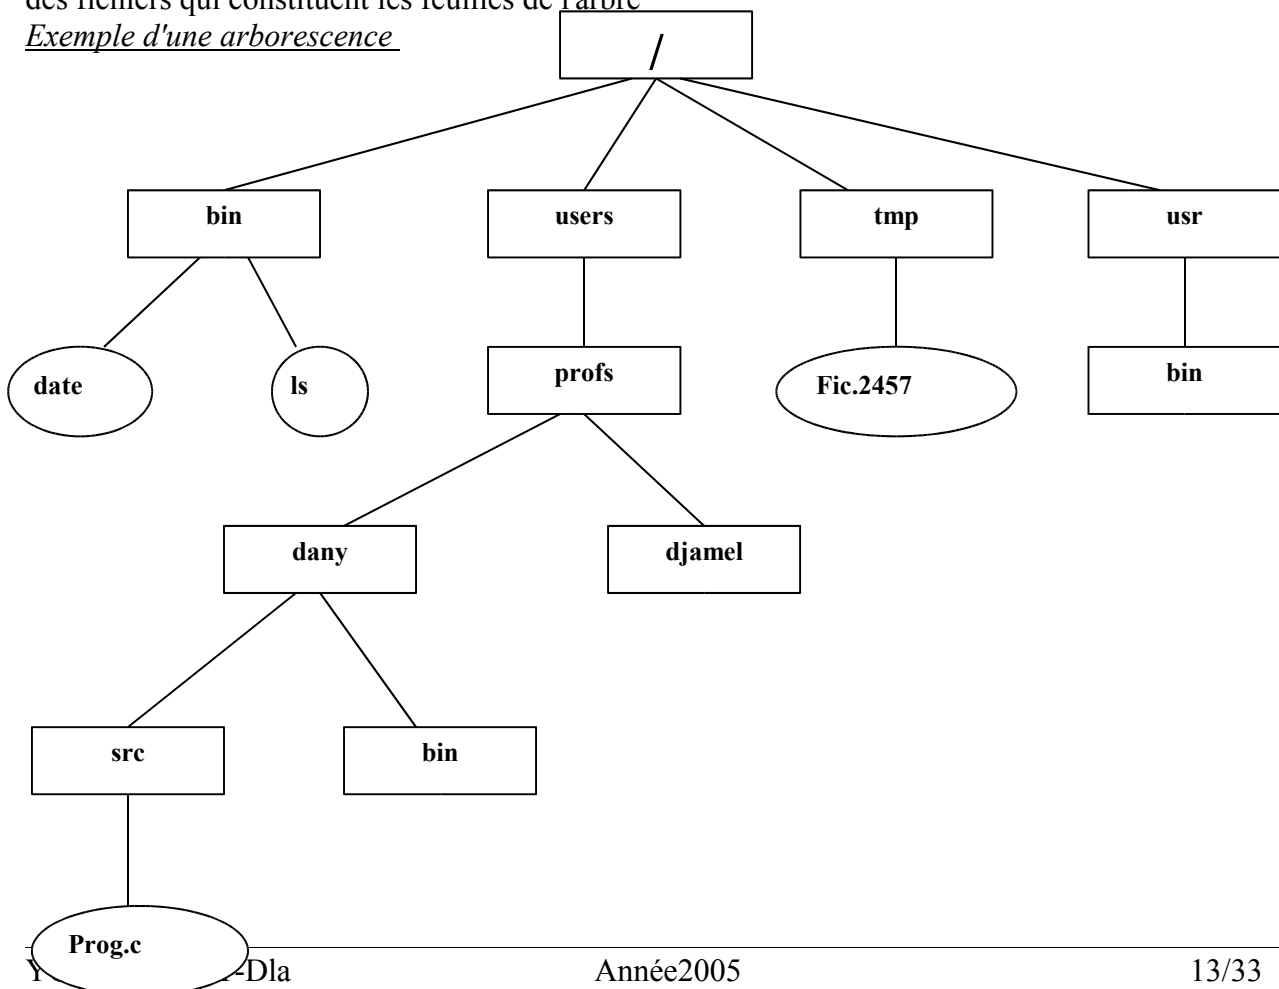 des fichiers qui constituent les feuilles de l'arbre
Exemple d'une arborescence
/
bin users tmp usr
date ls profs Fic.2457 bin
dany djamel
src bin
Prog.c
-Dla Année2005 13/33